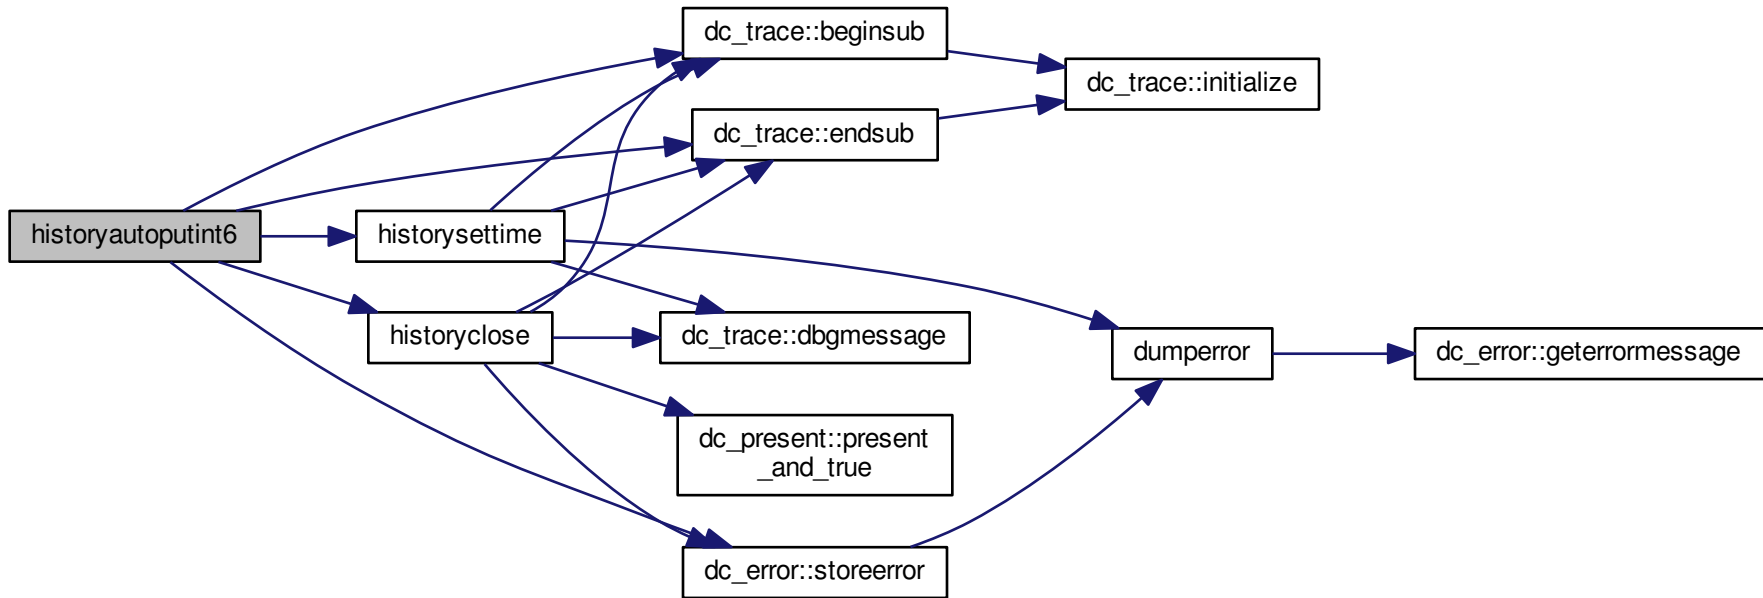 historyautoputint6
historysettime
historyclose
dc_trace::beginsub
dc_trace::endsub
dc_trace::dbgmessage
dc_present::present
_and_true
dc_error::storeerror
dc_trace::initialize
dumperror
dc_error::geterrormessage